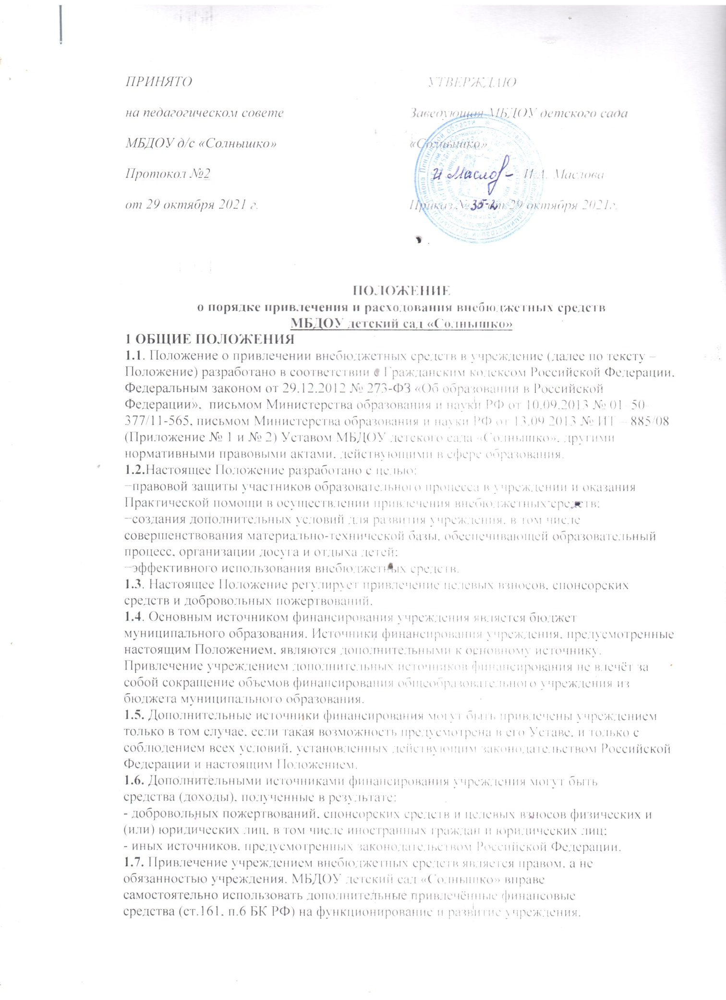 ПРИНЯТО
на педагогическом совете
МБДОУ д/с «Солнышко»
Протокол №2
от 29 октября 2021 г.
УТВЕРЖДАЮ
Заведующая МБДОУ детского сада
«Солнышко»
И Маслов- И.А. Маслова
Приказ № 35-2 от 29 октября 2021г.
ПОЛОЖЕНИЕ
о порядке привлечения и расходования внебюджетных средств
МБДОУ детский сад «Солнышко»
1 ОБЩИЕ ПОЛОЖЕНИЯ
1.1. Положение о привлечении внебюджетных средств в учреждение (далее по тексту –
Положение) разработано в соответствии с Гражданским кодексом Российской Федерации,
Федеральным законом от 29.12.2012 № 273-ФЗ «Об образовании в Российской
Федерации», письмом Министерства образования и науки РФ от 10.09.2013 № 01-50-
377/11-565, письмом Министерства образования и науки РФ от 13.09.2013 № НТ – 885/08
(Приложение № 1 и № 2) Уставом МБДОУ детского сада «Солнышко», другими
нормативными правовыми актами, действующими в сфере образования.
1.2.Настоящее Положение разработано с целью:
−правовой защиты участников образовательного процесса в учреждении и оказания
Практической помощи в осуществлении привлечения внебюджетных средств;
−создания дополнительных условий для развития учреждения, в том числе
совершенствования материально-технической базы, обеспечивающей образовательный
процесс, организации досуга и отдыха детей;
−эффективного использования внебюджетных средств.
1.3. Настоящее Положение регулирует привлечение целевых взносов, спонсорских
средств и добровольных пожертвований.
1.4. Основным источником финансирования учреждения является бюджет
муниципального образования. Источники финансирования учреждения, предусмотренные
настоящим Положением, являются дополнительными к основному источнику.
Привлечение учреждением дополнительных источников финансирования не влечёт за
собой сокращение объемов финансирования общеобразовательного учреждения из
бюджета муниципального образования.
1.5. Дополнительные источники финансирования могут быть привлечены учреждением
только в том случае, если такая возможность предусмотрена в его Уставе, и только с
соблюдением всех условий, установленных действующим законодательством Российской
Федерации и настоящим Положением.
1.6. Дополнительными источниками финансирования учреждения могут быть
средства (доходы), полученные в результате:
- добровольных пожертвований, спонсорских средств и целевых взносов физических и
(или) юридических лиц, в том числе иностранных граждан и юридических лиц;
- иных источников, предусмотренных законодательством Российской Федерации.
1.7. Привлечение учреждением внебюджетных средств является правом, а не
обязанностью учреждения. МБДОУ детский сад «Солнышко» вправе
самостоятельно использовать дополнительные привлечённые финансовые
средства (ст.161, п.6 БК РФ) на функционирование и развитие учреждения.